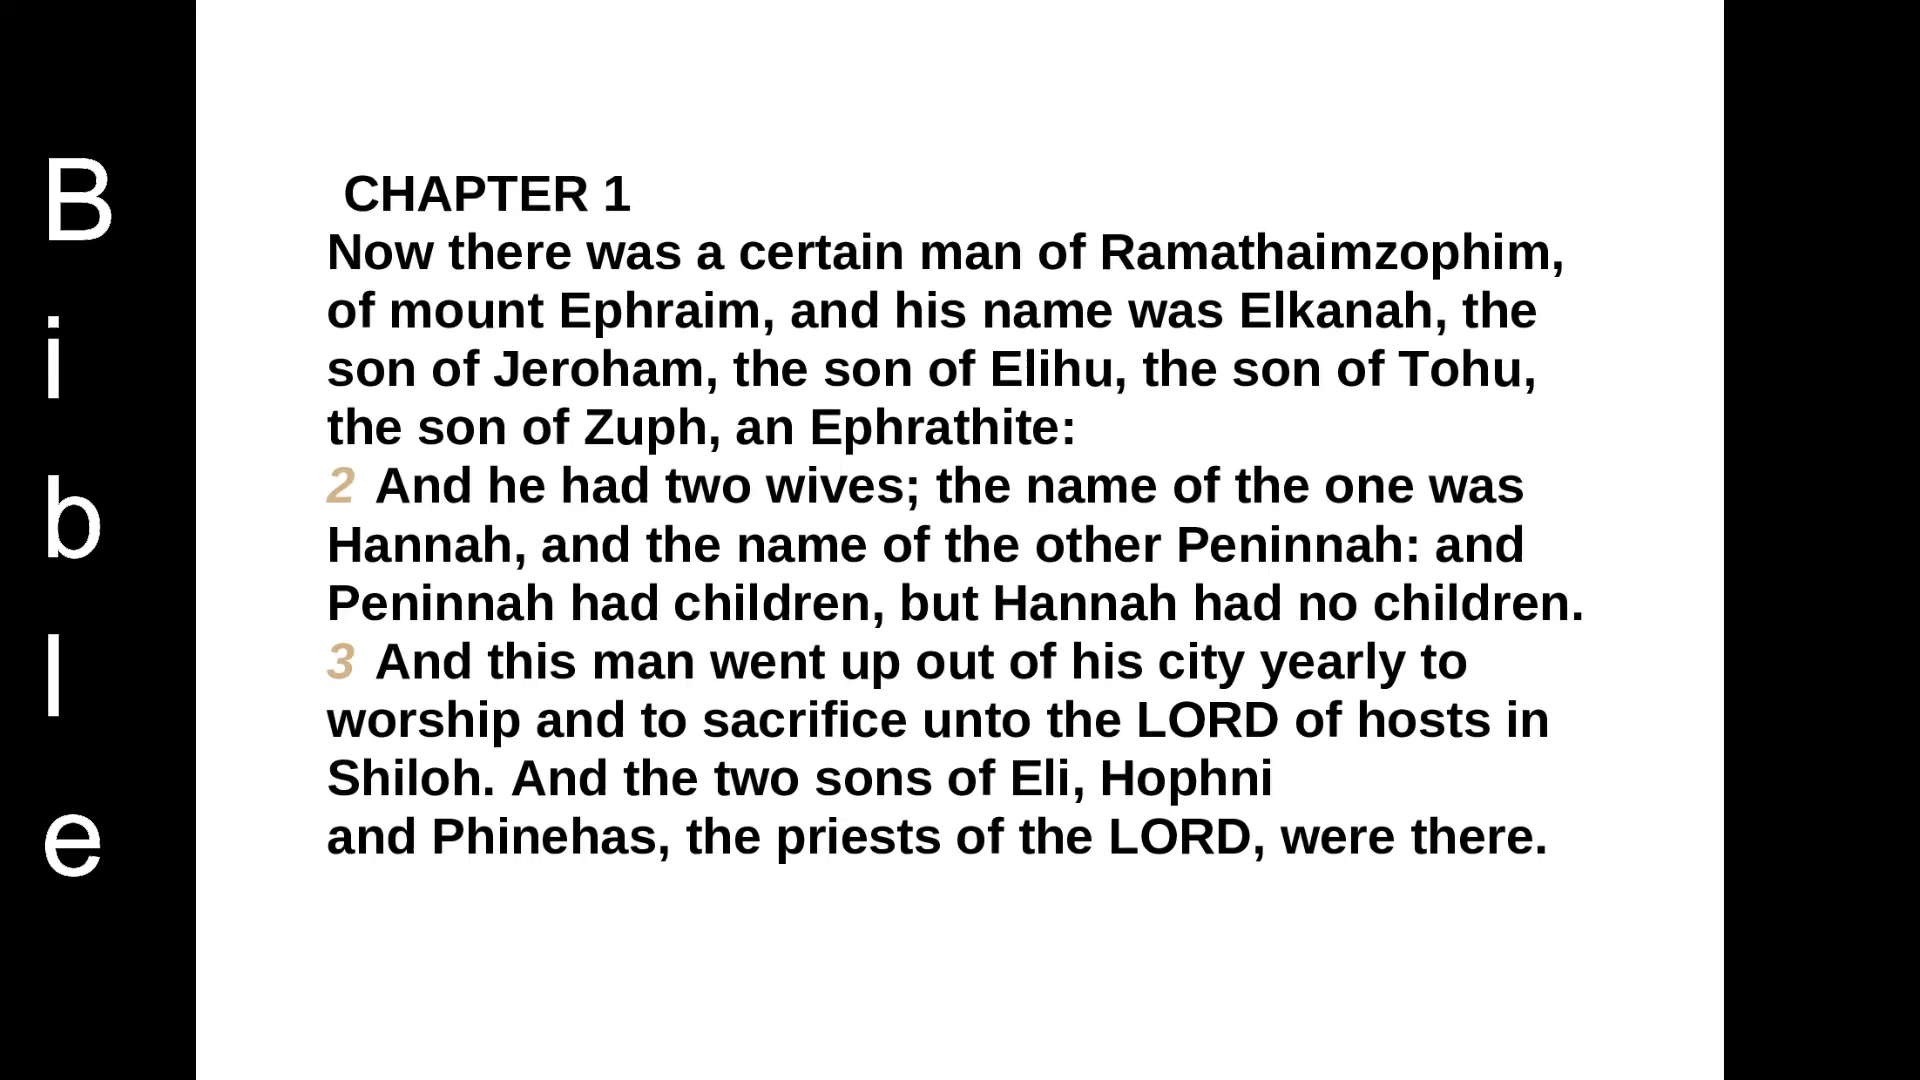 Bible
CHAPTER 1
Now there was a certain man of Ramathaimzophim,
of mount Ephraim, and his name was Elkanah, the
son of Jeroham, the son of Elihu, the son of Tohu,
the son of Zuph, an Ephrathite:
2 And he had two wives; the name of the one was
Hannah, and the name of the other Peninnah: and
Peninnah had children, but Hannah had no children.
3 And this man went up out of his city yearly to
worship and to sacrifice unto the LORD of hosts in
Shiloh. And the two sons of Eli, Hophni
and Phinehas, the priests of the LORD, were there.